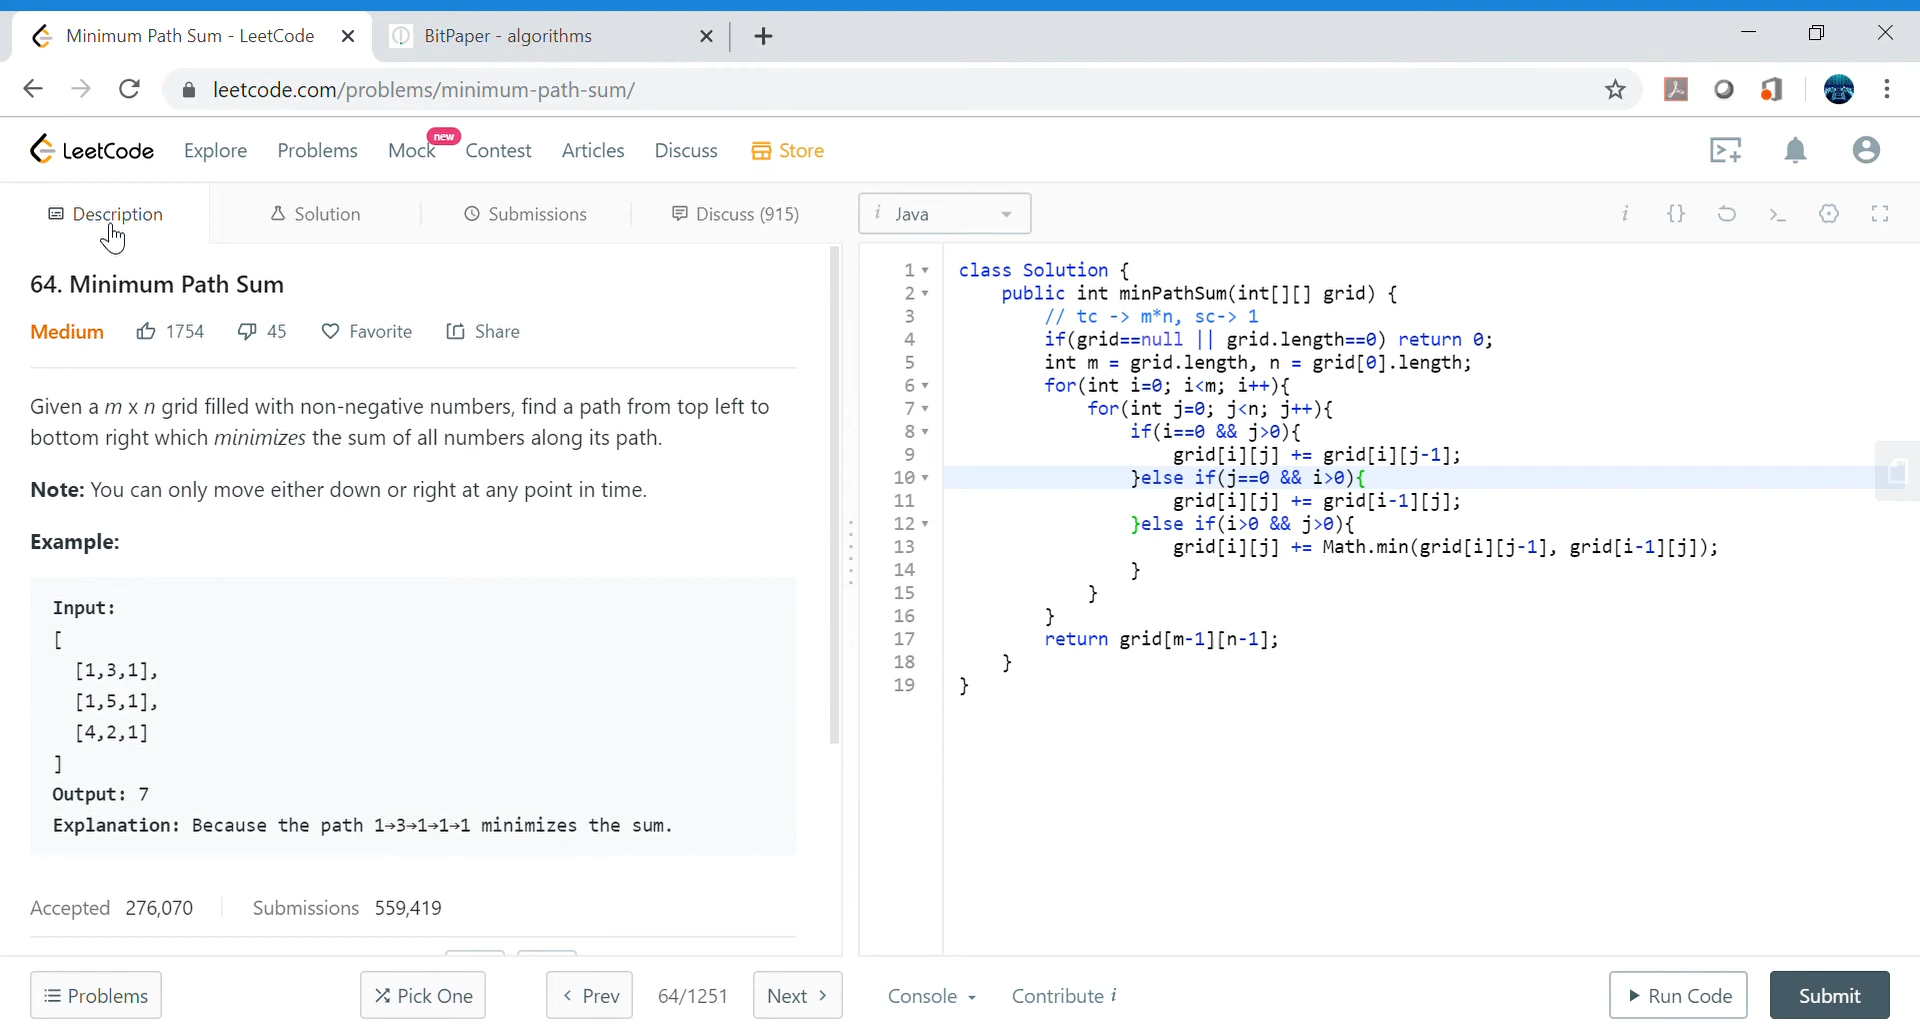 Minimum Path Sum - LeetCode
BitPaper - algorithms
leetcode.com/problems/minimum-path-sum/
LeetCode Explore Problems Mock new Contest Articles Discuss Store
Description Solution Submissions Discuss (915)
64. Minimum Path Sum
Medium 1754 45 Favorite Share
Given a m x n grid filled with non-negative numbers, find a path from top left to
bottom right which minimizes the sum of all numbers along its path.
Note: You can only move either down or right at any point in time.
Example:
Input:
[
[1,3,1],
[1,5,1],
[4,2,1]
]
Output: 7
Explanation: Because the path 1→3→1→1→1 minimizes the sum.
Accepted 276,070 Submissions 559,419
Problems Pick One Prev 64/1251 Next
i Java
i {}
1 class Solution {
2 public int minPathSum(int[][] grid) {
3 // tc -> m*n, sc-> 1
4 if(grid==null || grid.length==0) return 0;
5 int m = grid.length, n = grid[0].length;
6 for(int i=0; i<m; i++){
7 for(int j=0; j<n; j++){
8 if(i==0 && j>0){
9 grid[i][j] += grid[i][j-1];
10 }else if(j==0 && i>0){
11 grid[i][j] += grid[i-1][j];
12 }else if(i>0 && j>0){
13 grid[i][j] += Math.min(grid[i][j-1], grid[i-1][j]);
14 }
15 }
16 }
17 return grid[m-1][n-1];
18 }
19 }
Console Contribute i Run Code Submit